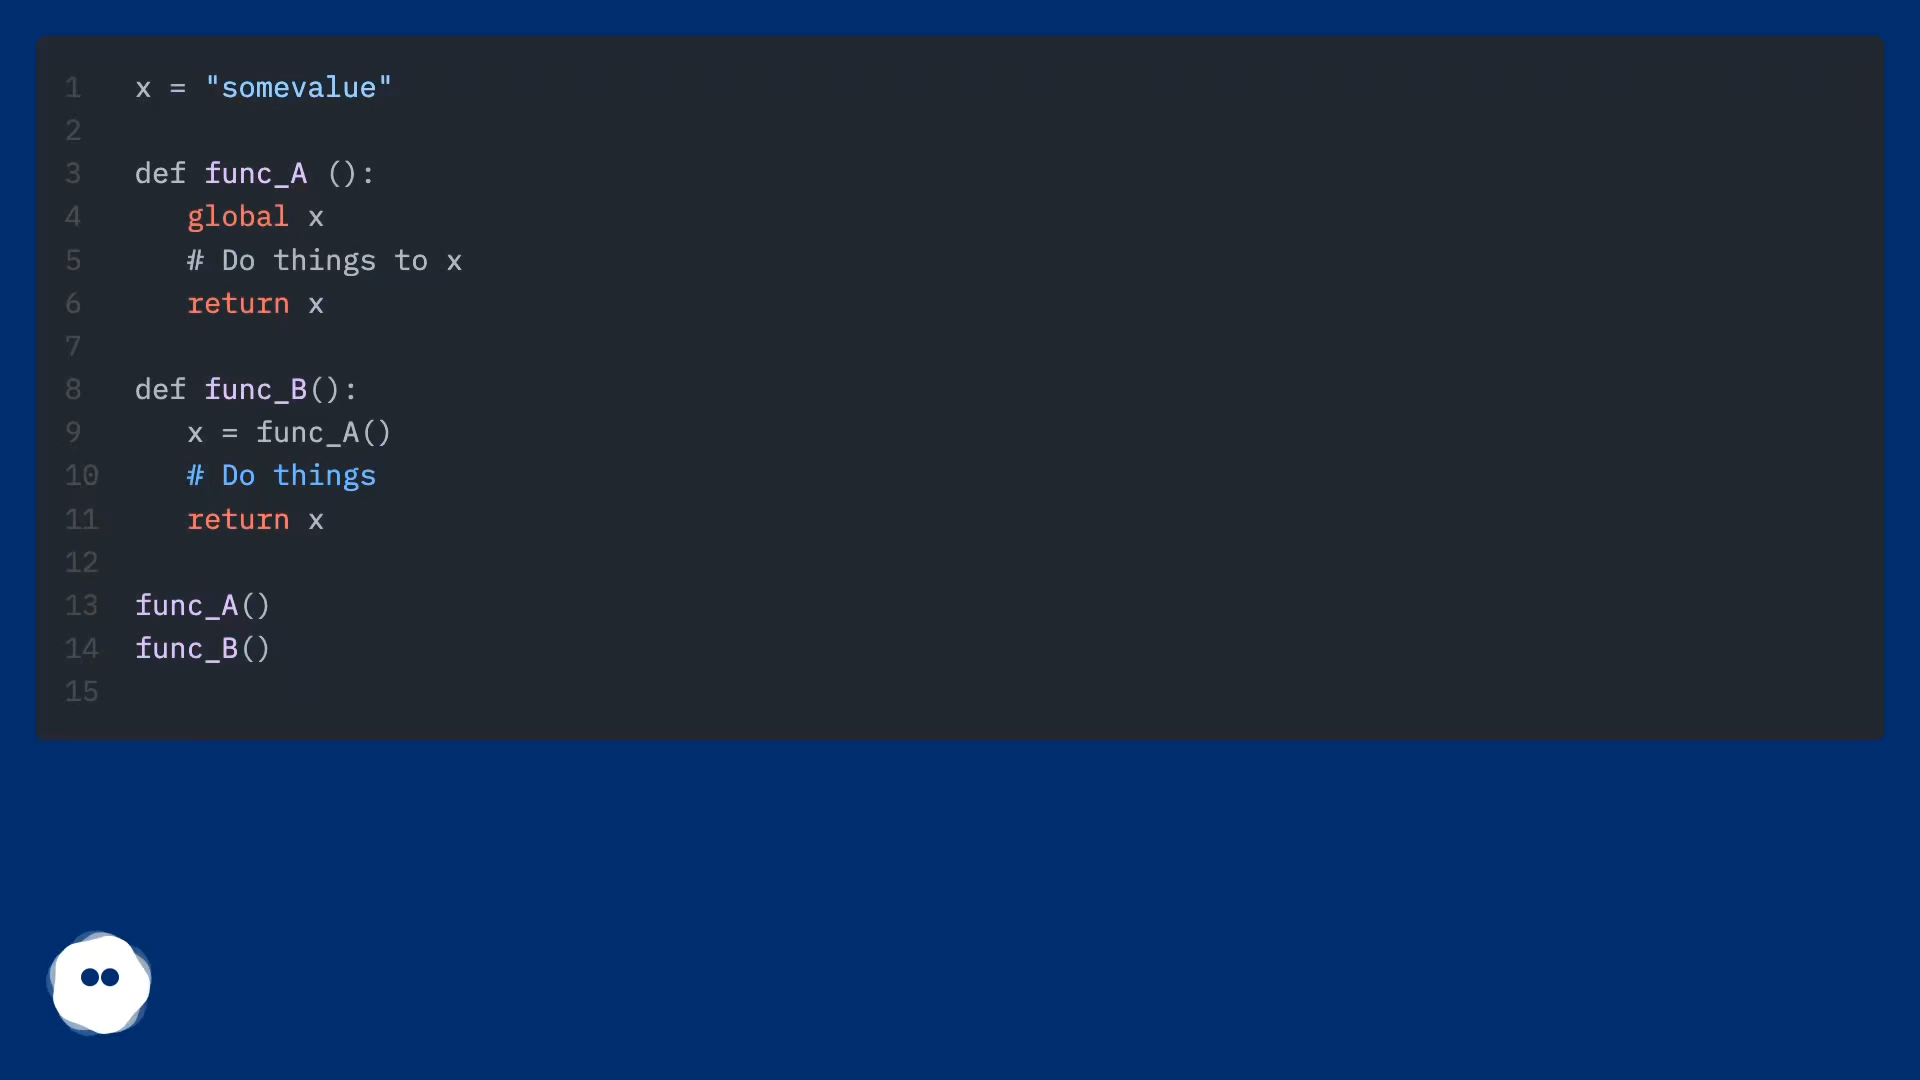 1 x = "somevalue"
2
3 def func_A ():
4    global x
5    # Do things to x
6    return x
7
8 def func_B():
9    x = func_A()
10    # Do things
11    return x
12
13 func_A()
14 func_B()
15